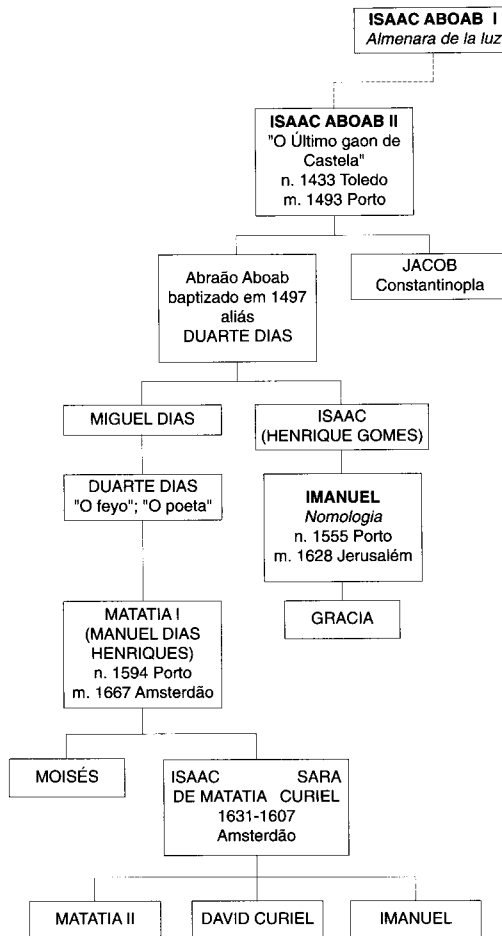 ISAAC ABOAB I
Almenara de la luz
ISAAC ABOAB II
"O Último gaon de
Castela"
n. 1433 Toledo
m. 1493 Porto
Abraão Aboab
baptizado em 1497
aliás
DUARTE DIAS
JACOB
Constantinopla
MIGUEL DIAS
ISAAC
(HENRIQUE GOMES)
DUARTE DIAS
"O feyo"; "O poeta"
IMANUEL
Nomologia
n. 1555 Porto
m. 1628 Jerusalém
GRACIA
MATATIA I
(MANUEL DIAS
HENRIQUES)
n. 1594 Porto
m. 1667 Amsterdão
MOISÉS
ISAAC SARA
DE MATATIA CURIEL
1631-1607
Amsterdão
MATATIA II
DAVID CURIEL
IMANUEL